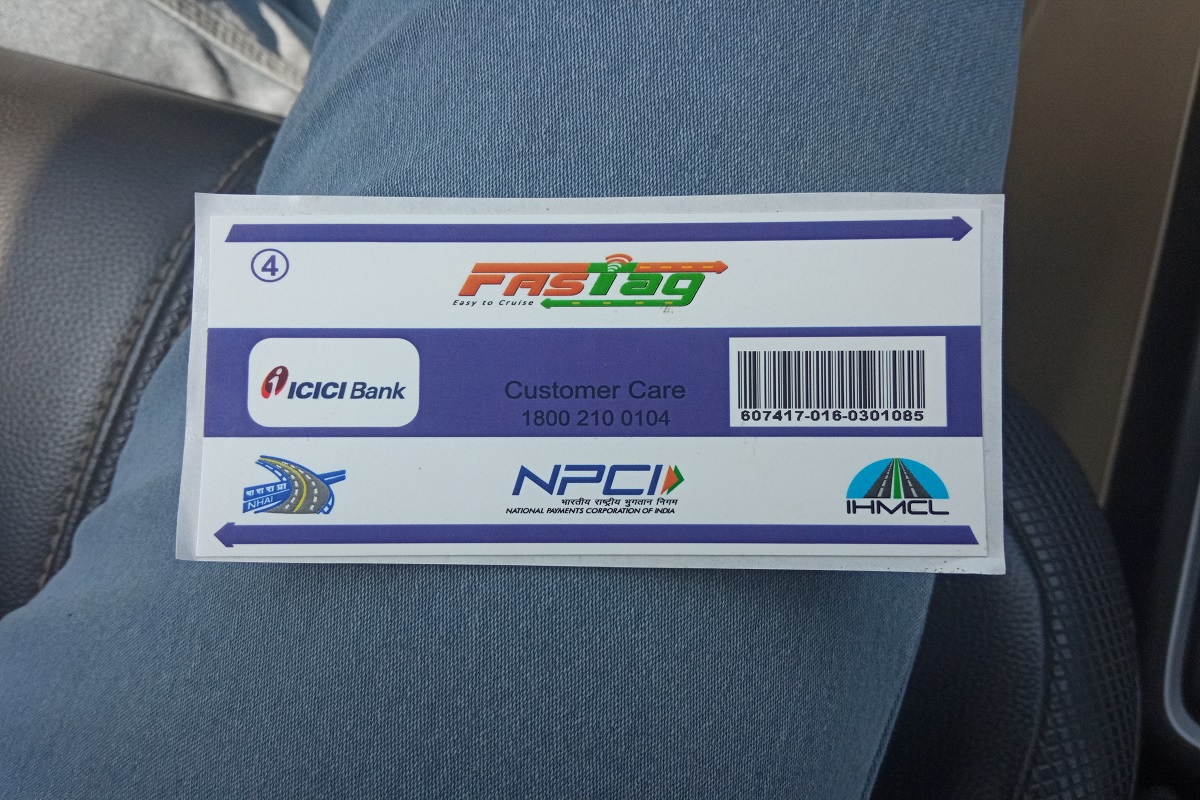 4
FASTag
Easy to Cruise
ICICI Bank
Customer Care
1800 210 0104
607417-016-0301085
भा रा रा प्रा
NHAI
NPCI
भारतीय राष्ट्रीय भुगतान निगम
NATIONAL PAYMENTS CORPORATION OF INDIA
IHMCL